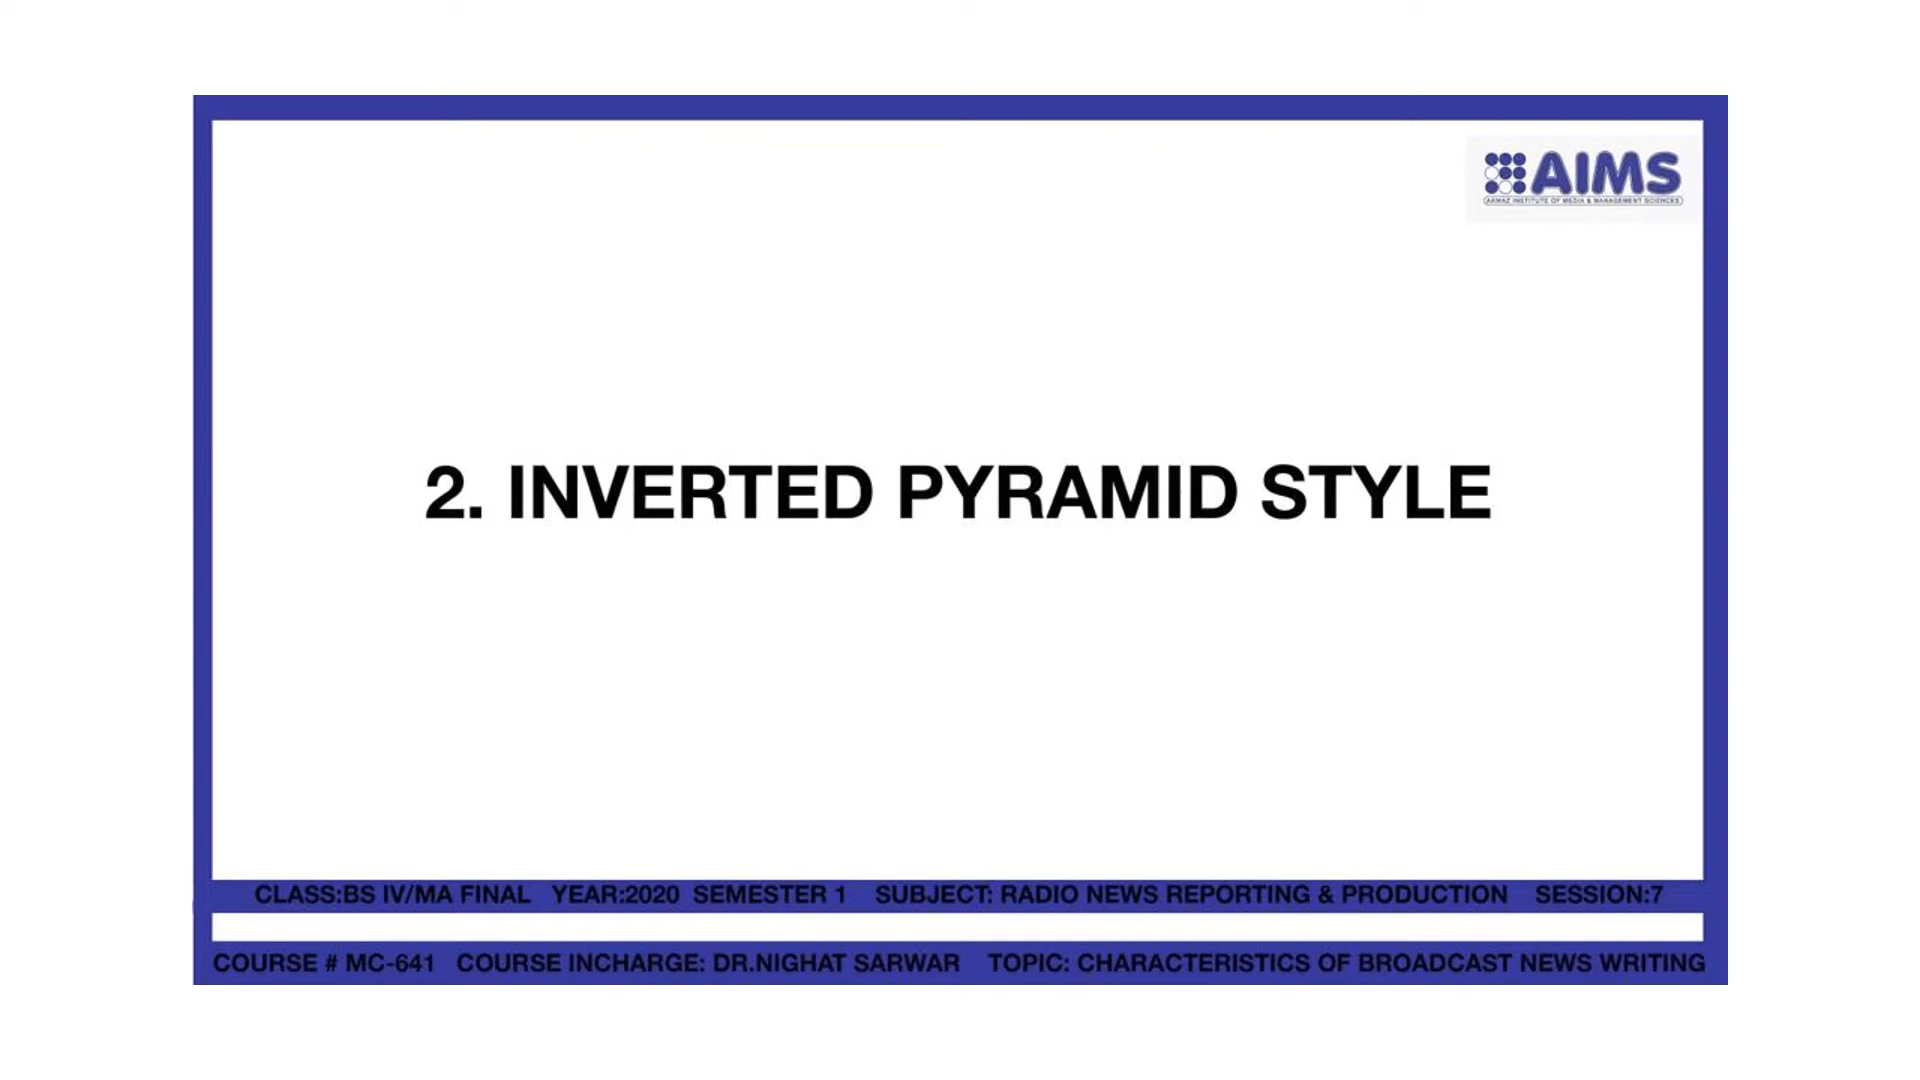 AIMS
AAWAZ INSTITUTE OF MEDIA & MANAGEMENT SCIENCES
2. INVERTED PYRAMID STYLE
CLASS:BS IV/MA FINAL YEAR:2020 SEMESTER 1 SUBJECT: RADIO NEWS REPORTING & PRODUCTION SESSION:7
COURSE # MC-641 COURSE INCHARGE: DR.NIGHAT SARWAR TOPIC: CHARACTERISTICS OF BROADCAST NEWS WRITING